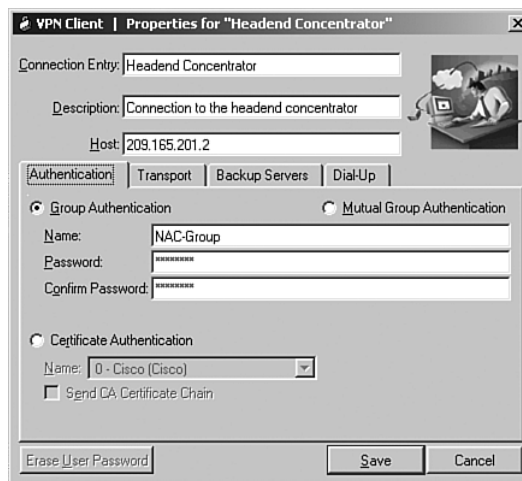 VPN Client | Properties for "Headend Concentrator"
Connection Entry: Headend Concentrator
Description: Connection to the headend concentrator
Host: 209.165.201.2
Authentication Transport Backup Servers Dial-Up
Group Authentication Mutual Group Authentication
Name: NAC-Group
Password: ********
Confirm Password: ********
Certificate Authentication
Name: 0 - Cisco (Cisco)
Send CA Certificate Chain
Erase User Password Save Cancel